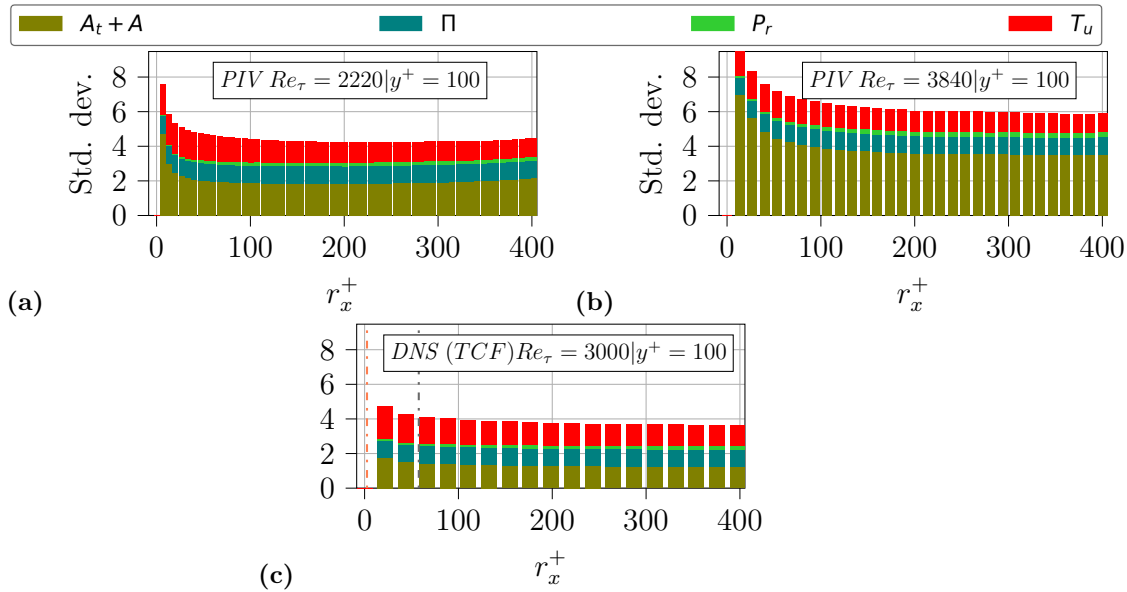 A_t + A Π P_r T_u
PIV Re_τ = 2220|y^+ = 100
Std. dev.
8
6
4
2
0
0 100 200 300 400
r_x^+
(a)
PIV Re_τ = 3840|y^+ = 100
Std. dev.
8
6
4
2
0
0 100 200 300 400
r_x^+
(b)
DNS (TCF)Re_τ = 3000|y^+ = 100
8
6
4
2
0
0 100 200 300 400
r_x^+
(c)